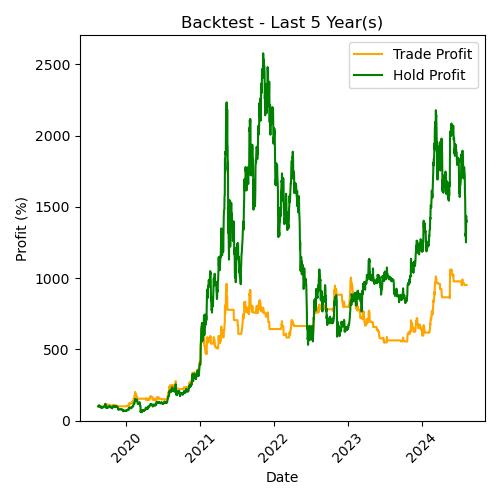 Backtest - Last 5 Year(s)
Trade Profit
Hold Profit
Profit (%)
2500
2000
1500
1000
500
0
2020
2021
2022
2023
2024
Date